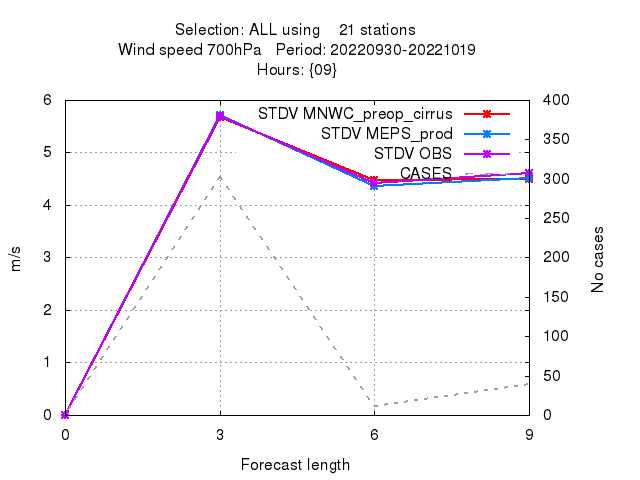 Selection: ALL using    21 stations
Wind speed 700hPa   Period: 20220930-20221019
Hours: {09}
6 400
STDV MNWC_preop_cirrus
350
STDV MEPS_prod
5
STDV OBS
CASES
300
4
250
m/s
3 200
No cases
150
2
100
1
50
0 0
0 3 6 9
Forecast length